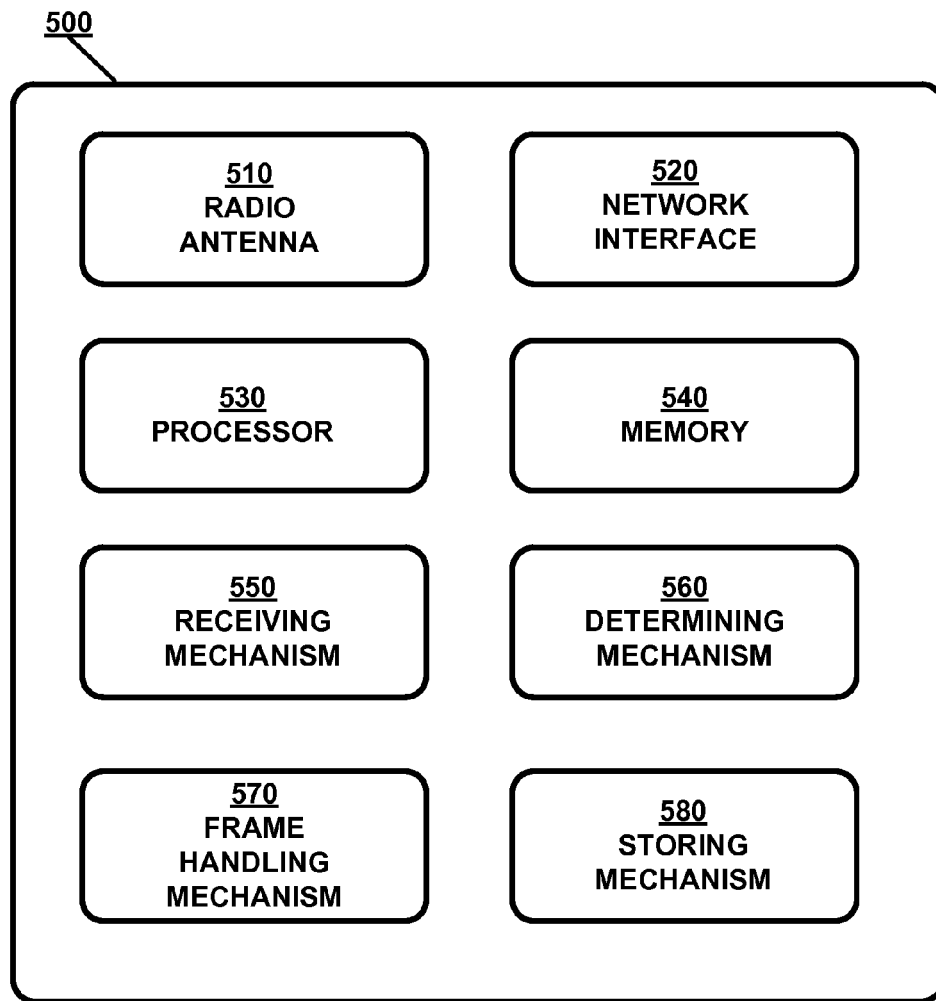 500
510
RADIO
ANTENNA
520
NETWORK
INTERFACE
530
PROCESSOR
540
MEMORY
550
RECEIVING
MECHANISM
560
DETERMINING
MECHANISM
570
FRAME
HANDLING
MECHANISM
580
STORING
MECHANISM